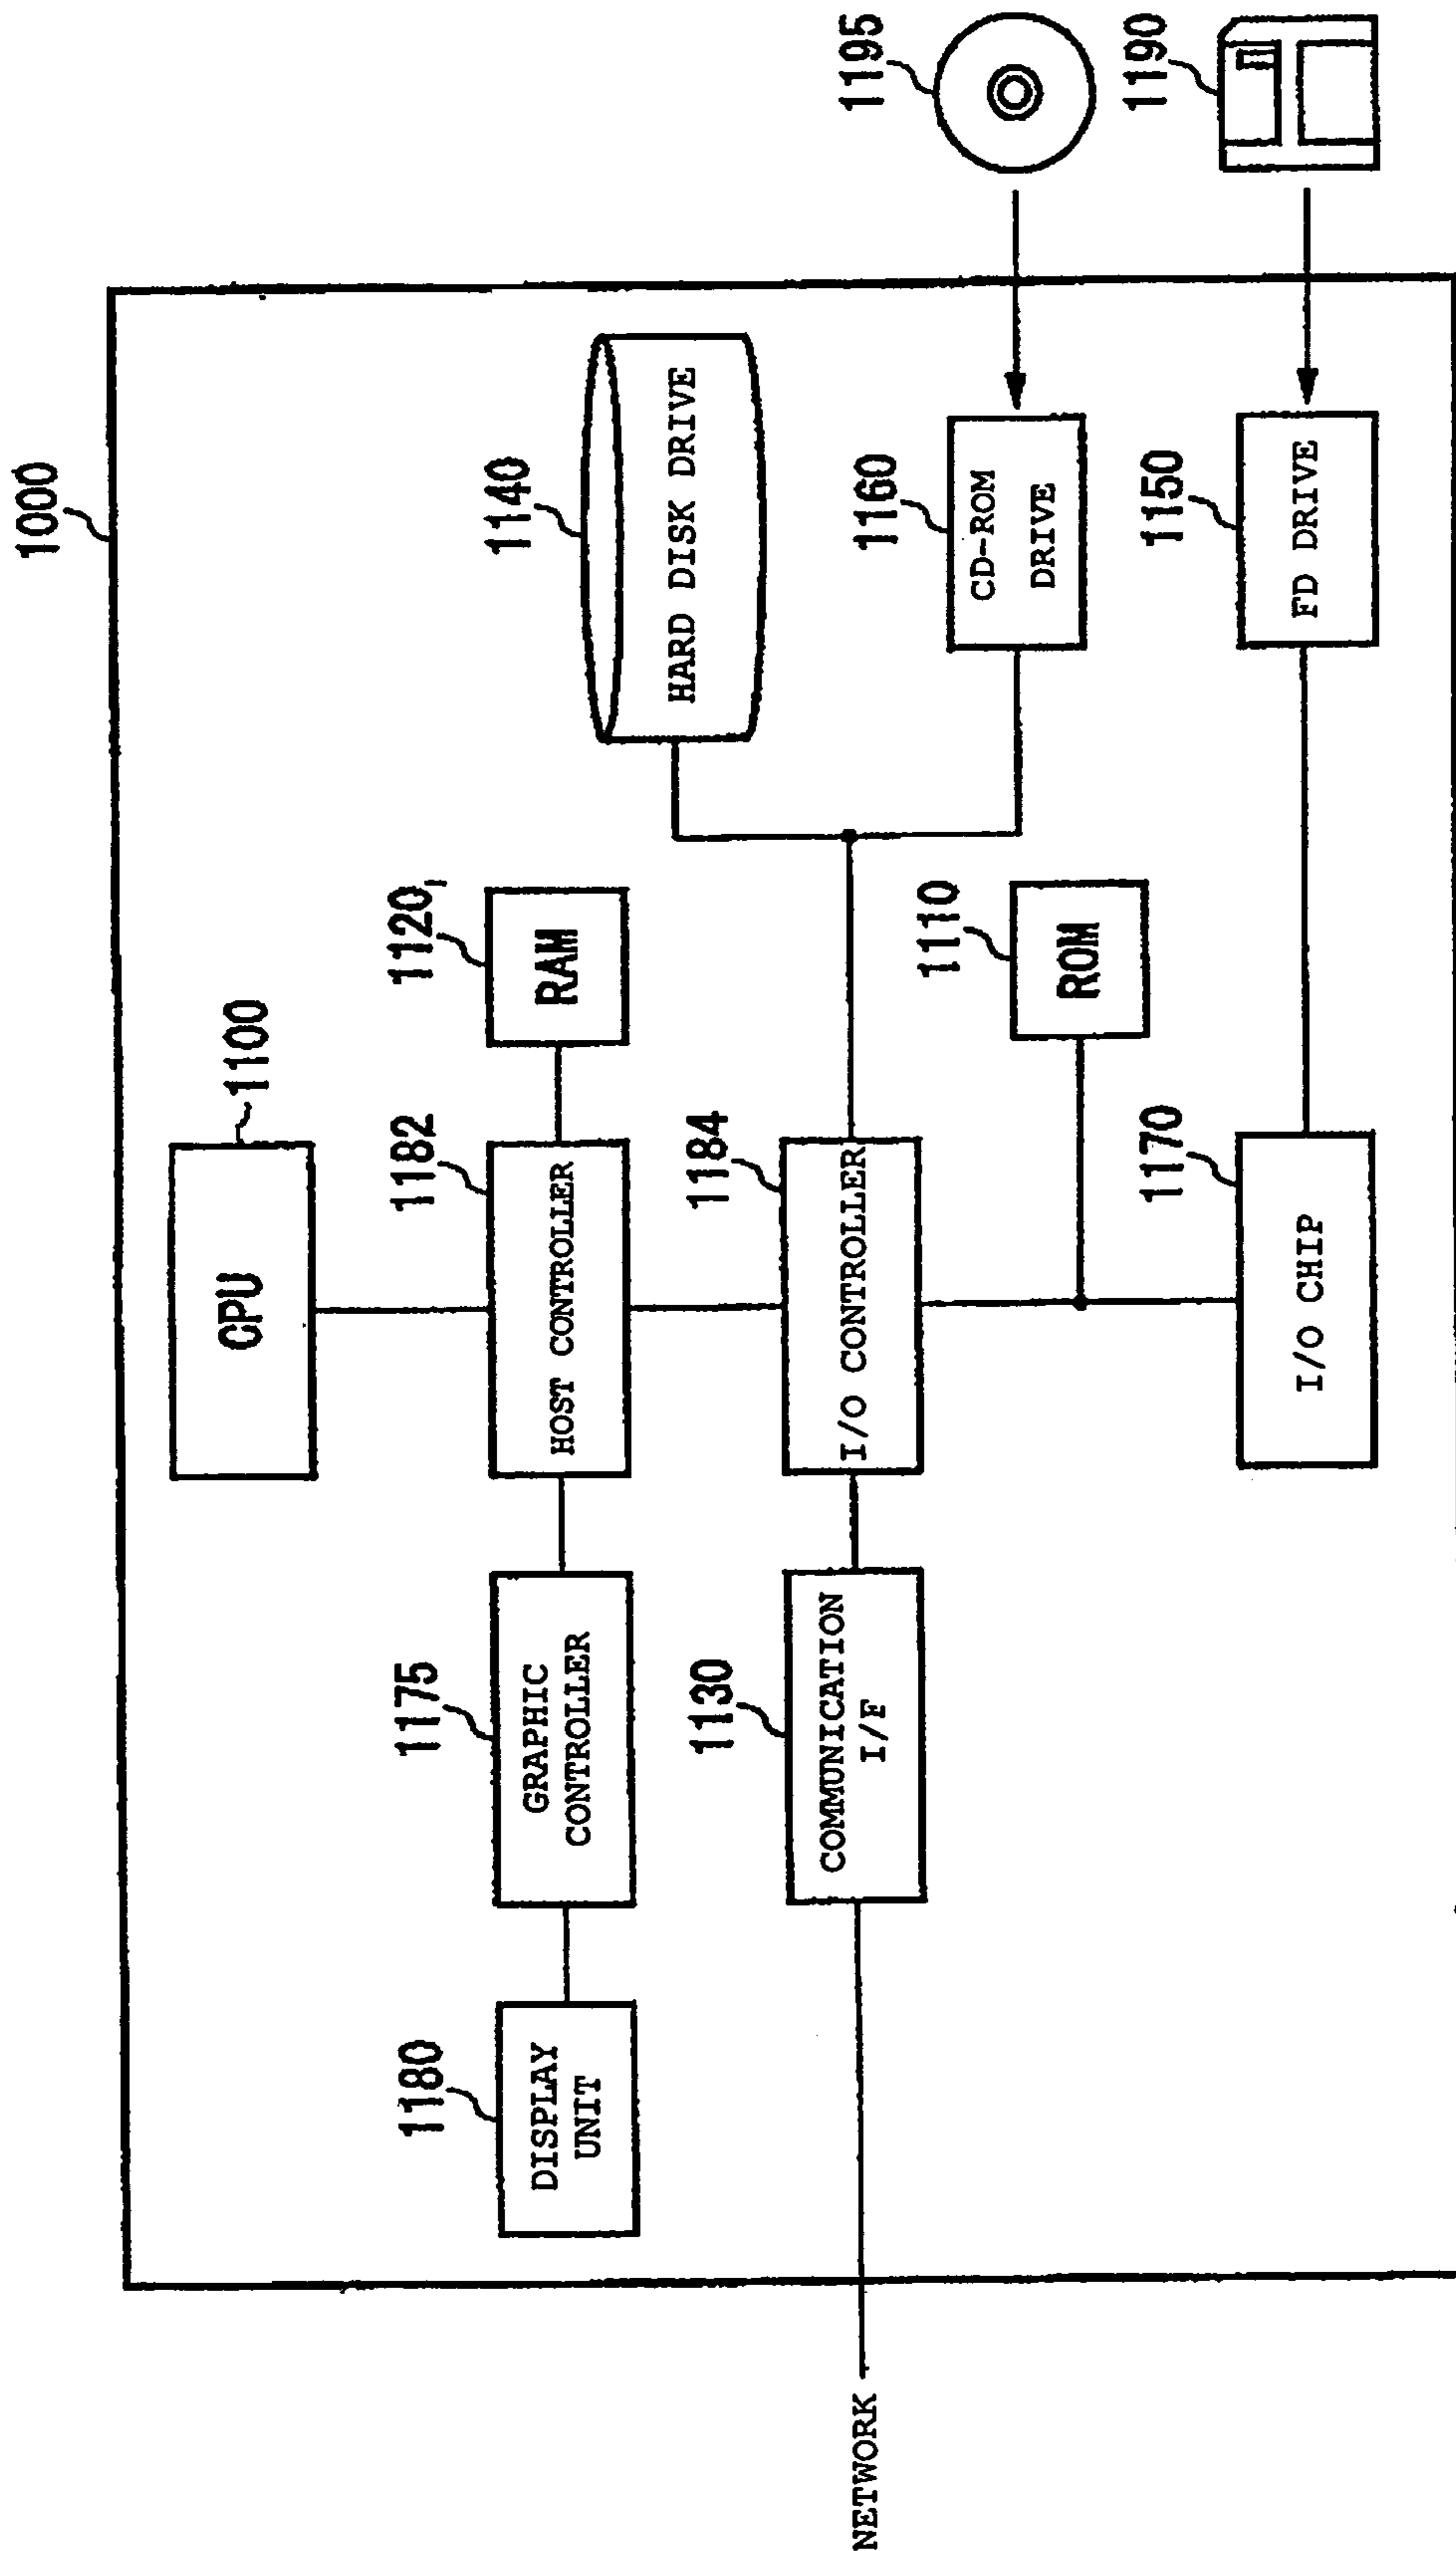 1000
CPU
1100
1180
DISPLAY
UNIT
1175
GRAPHIC
CONTROLLER
1182
HOST CONTROLLER
1120
RAM
1140
HARD DISK DRIVE
NETWORK
1130
COMMUNICATION
I/F
1184
I/O CONTROLLER
1110
ROM
1160
CD-ROM
DRIVE
1195
1170
I/O CHIP
1150
FD DRIVE
1190